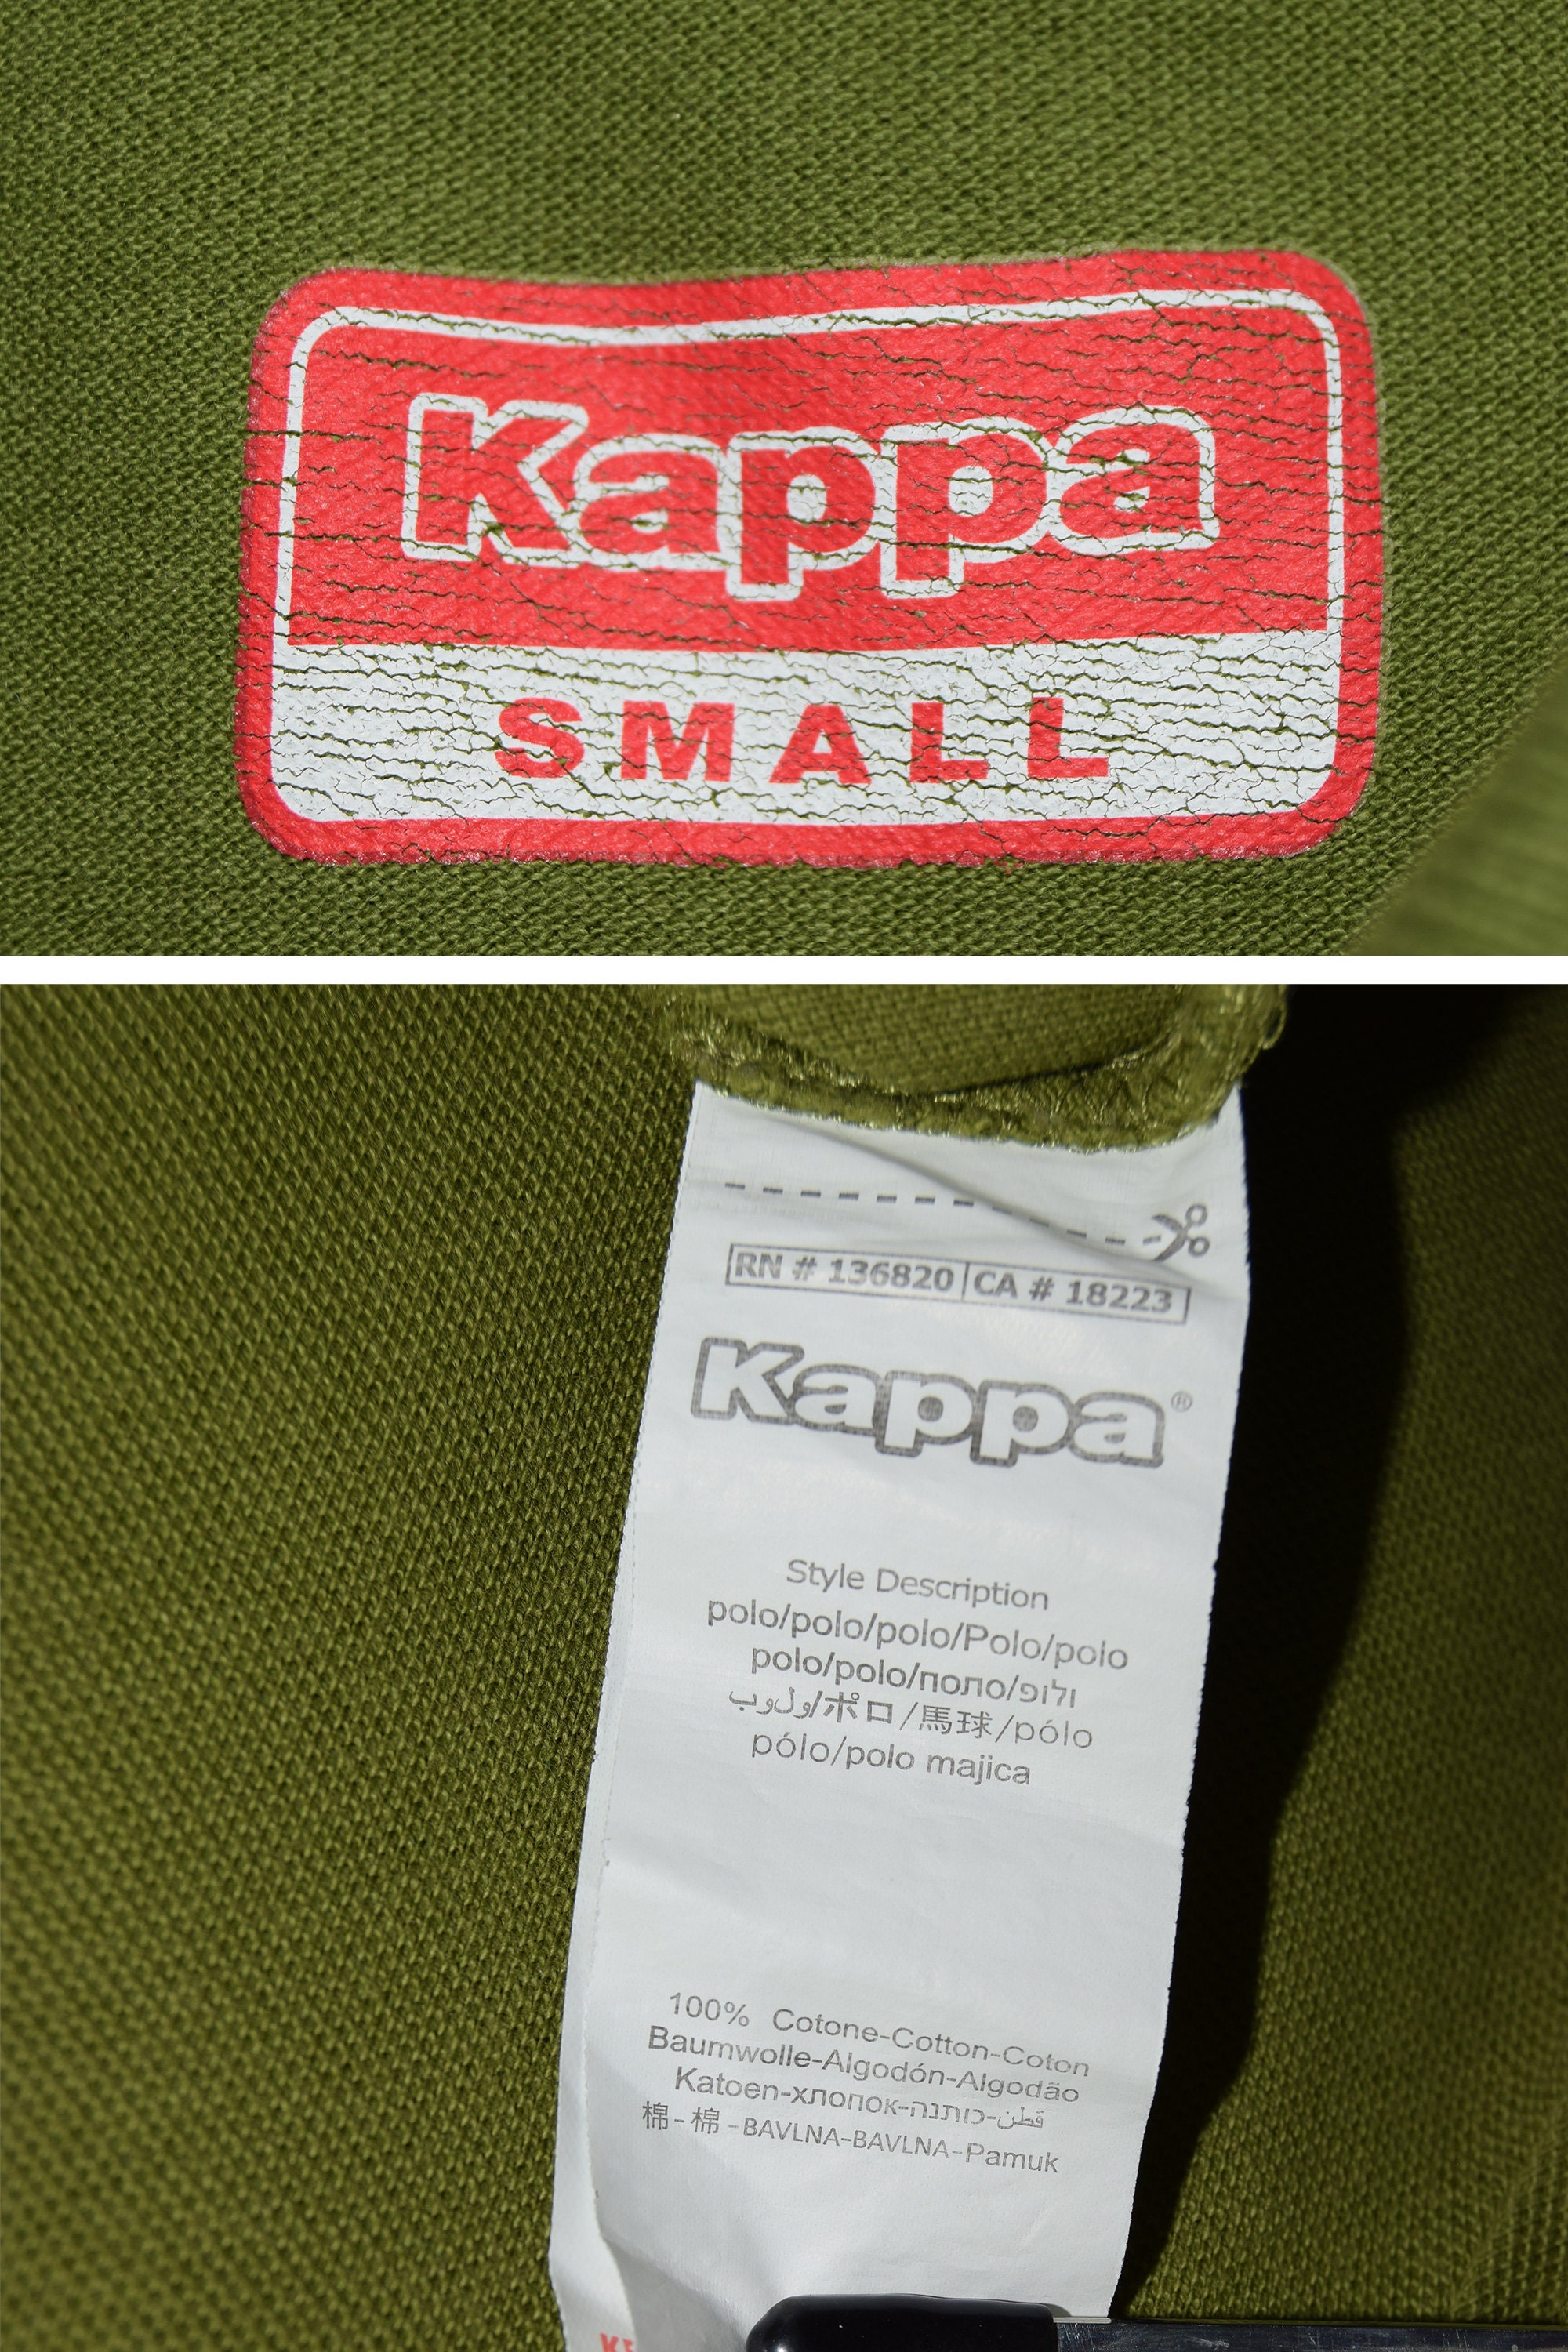 Kappa
SMALL
RN # 136820 CA # 18223
Kappa®
Style Description
polo/polo/polo/Polo/polo
polo/polo/поло/ולופ
ولوب/ポロ/馬球/pólo
pólo/polo majica
100% Cotone-Cotton-Coton
Baumwolle-Algodón-Algodão
Katoen-хлопок-כותנה-قطن
棉-棉-BAVLNA-BAVLNA-Pamuk